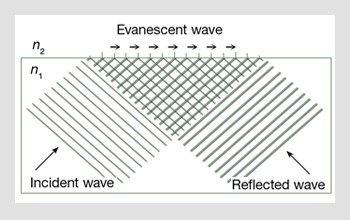 Evanescent wave
n2
n1
Incident wave
Reflected wave